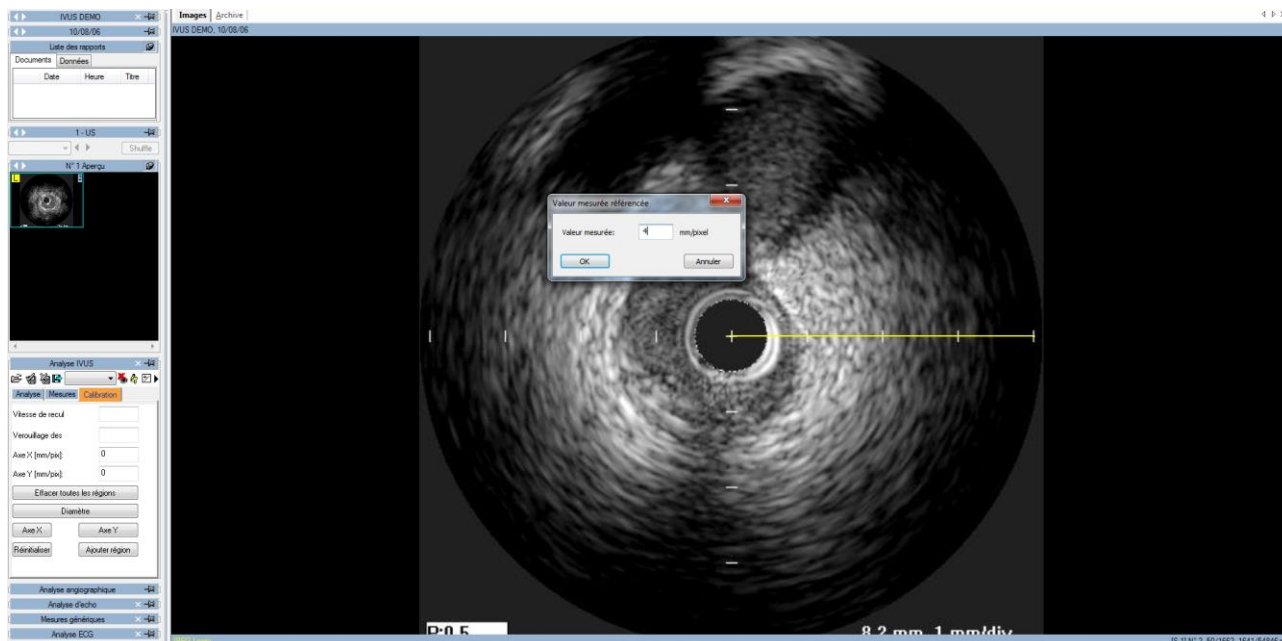 IVUS DEMO
10/08/06
Liste des rapports
Documents Données
Date Heure Titre
1 - US
Shuffle
N° 1 Aperçu
L
Analyse IVUS
Analyse Mesures Calibration
Vitesse de recul
Verouillage des
Axe X [mm/pix]: 0
Axe Y [mm/pix]: 0
Effacer toutes les régions
Diamètre
Axe X Axe Y
Réinitialiser Ajouter région
Analyse angiographique
Analyse d'echo
Mesures génériques
Analyse ECG
Images Archive
IVUS DEMO, 10/08/06
Valeur mesurée référencée
Valeur mesurée: 4 mm/pixel
OK Annuler
P:0.5
8.2 mm, 1 mm/div